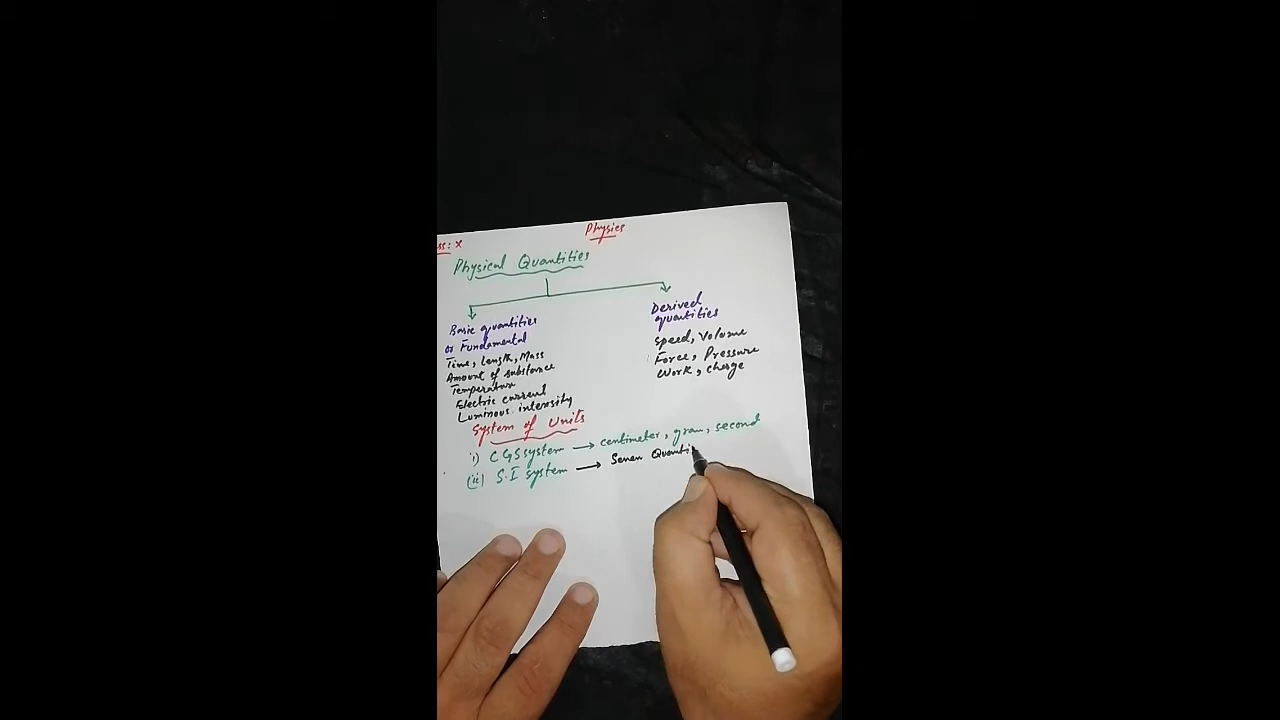 Physics
ss: X
Physical Quantities
Basic quantities
or Fundamental
Time, Length, Mass
Amount of substance
Temperature
Electric current
Luminous intensity
Derived
quantities
speed, Volume
Force, Pressure
Work, charge
System of Units
i) CGS system → centimeter, gram, second
(ii) S.I system → Seven Quanti